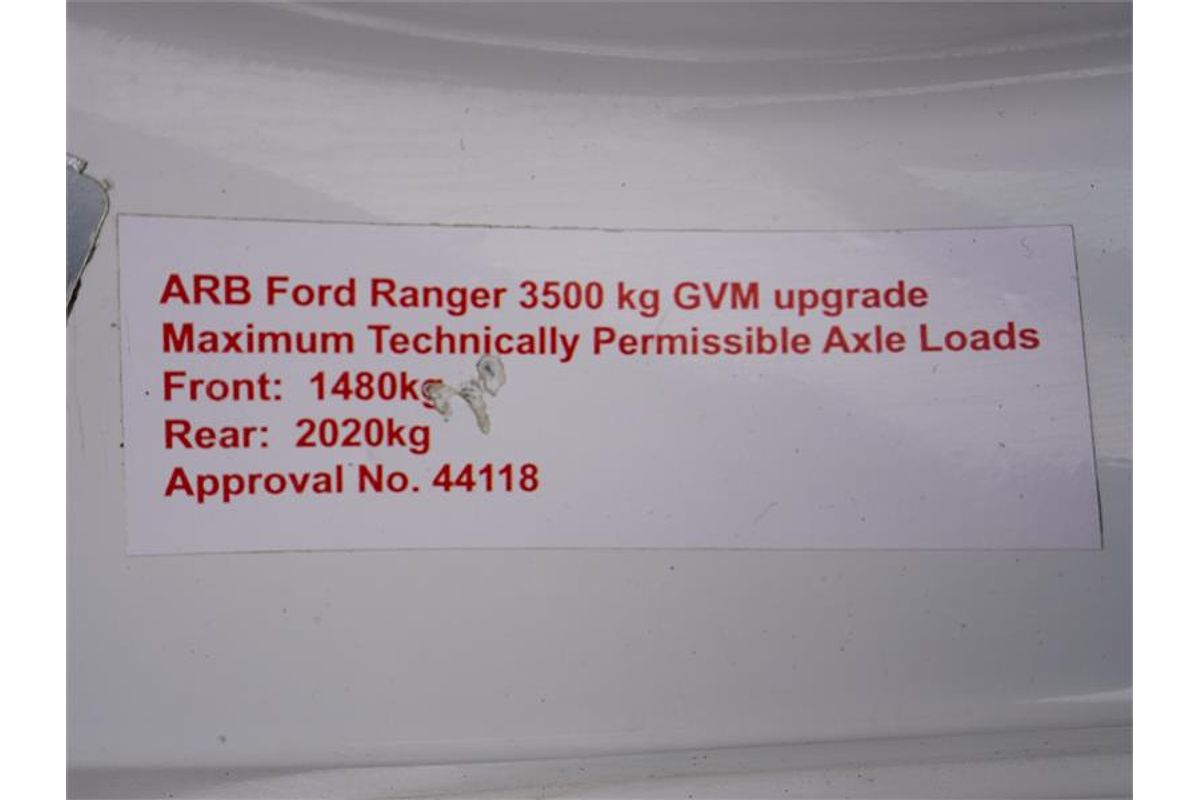 ARB Ford Ranger 3500 kg GVM upgrade
Maximum Technically Permissible Axle Loads
Front: 1480kg
Rear: 2020kg
Approval No. 44118